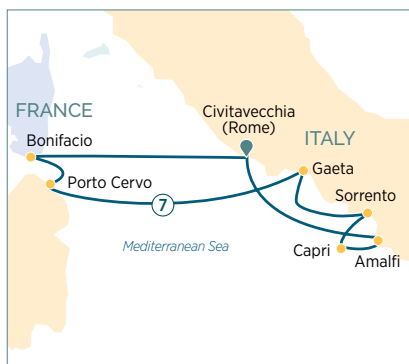 FRANCE
Bonifacio
Porto Cervo
Civitavecchia
(Rome)
ITALY
Gaeta
Sorrento
Capri
Amalfi
7
Mediterranean Sea